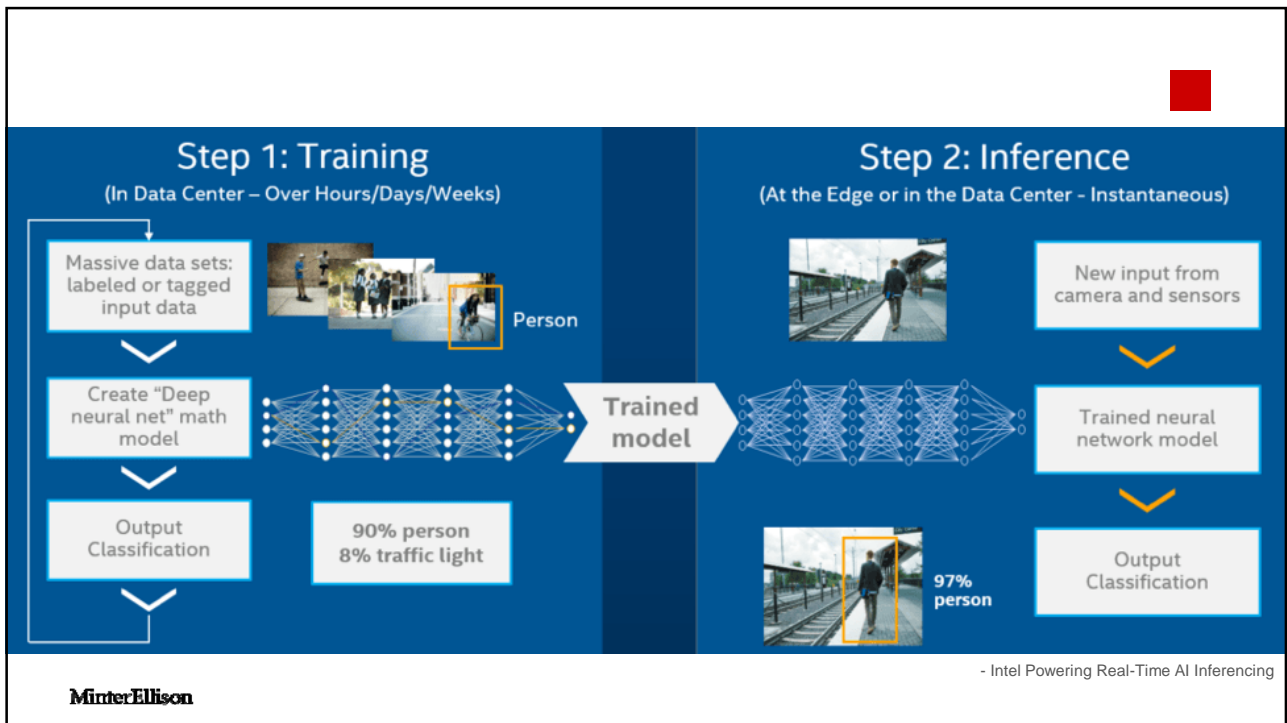 Step 1: Training
(In Data Center – Over Hours/Days/Weeks)
Massive data sets:
labeled or tagged
input data
Person
Create “Deep
neural net” math
model
Output
Classification
90% person
8% traffic light
Trained
model
Step 2: Inference
(At the Edge or in the Data Center - Instantaneous)
New input from
camera and sensors
Trained neural
network model
97%
person
Output
Classification
- Intel Powering Real-Time AI Inferencing
MinterEllison